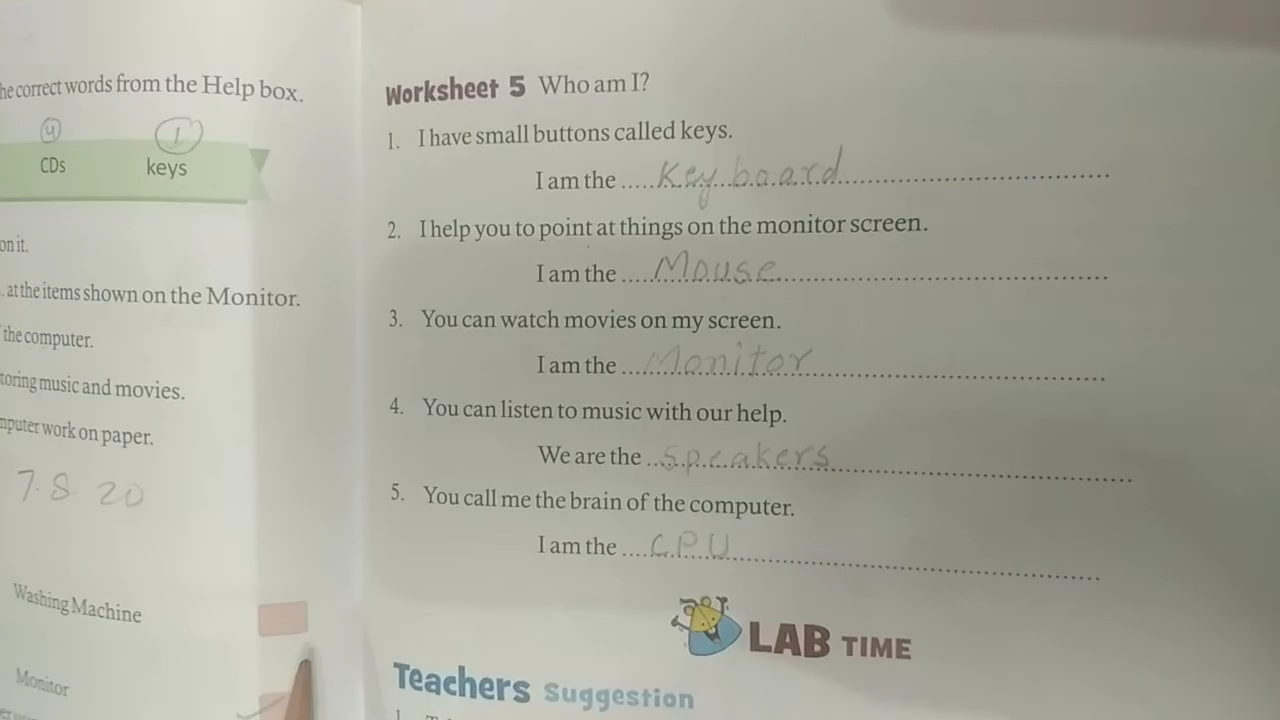 he correct words from the Help box.
4 1
CDs keys
on it.
. at the items shown on the Monitor.
the computer.
toring music and movies.
mputer work on paper.
7.8 20
Washing Machine
Monitor
Worksheet 5 Who am I?
1. I have small buttons called keys.
I am the ..... Keyboard
2. I help you to point at things on the monitor screen.
I am the .... Mouse
3. You can watch movies on my screen.
I am the ... Monitor
4. You can listen to music with our help.
We are the .. Speakers
5. You call me the brain of the computer.
I am the .... CPU
LAB TIME
Teachers Suggestion
1.